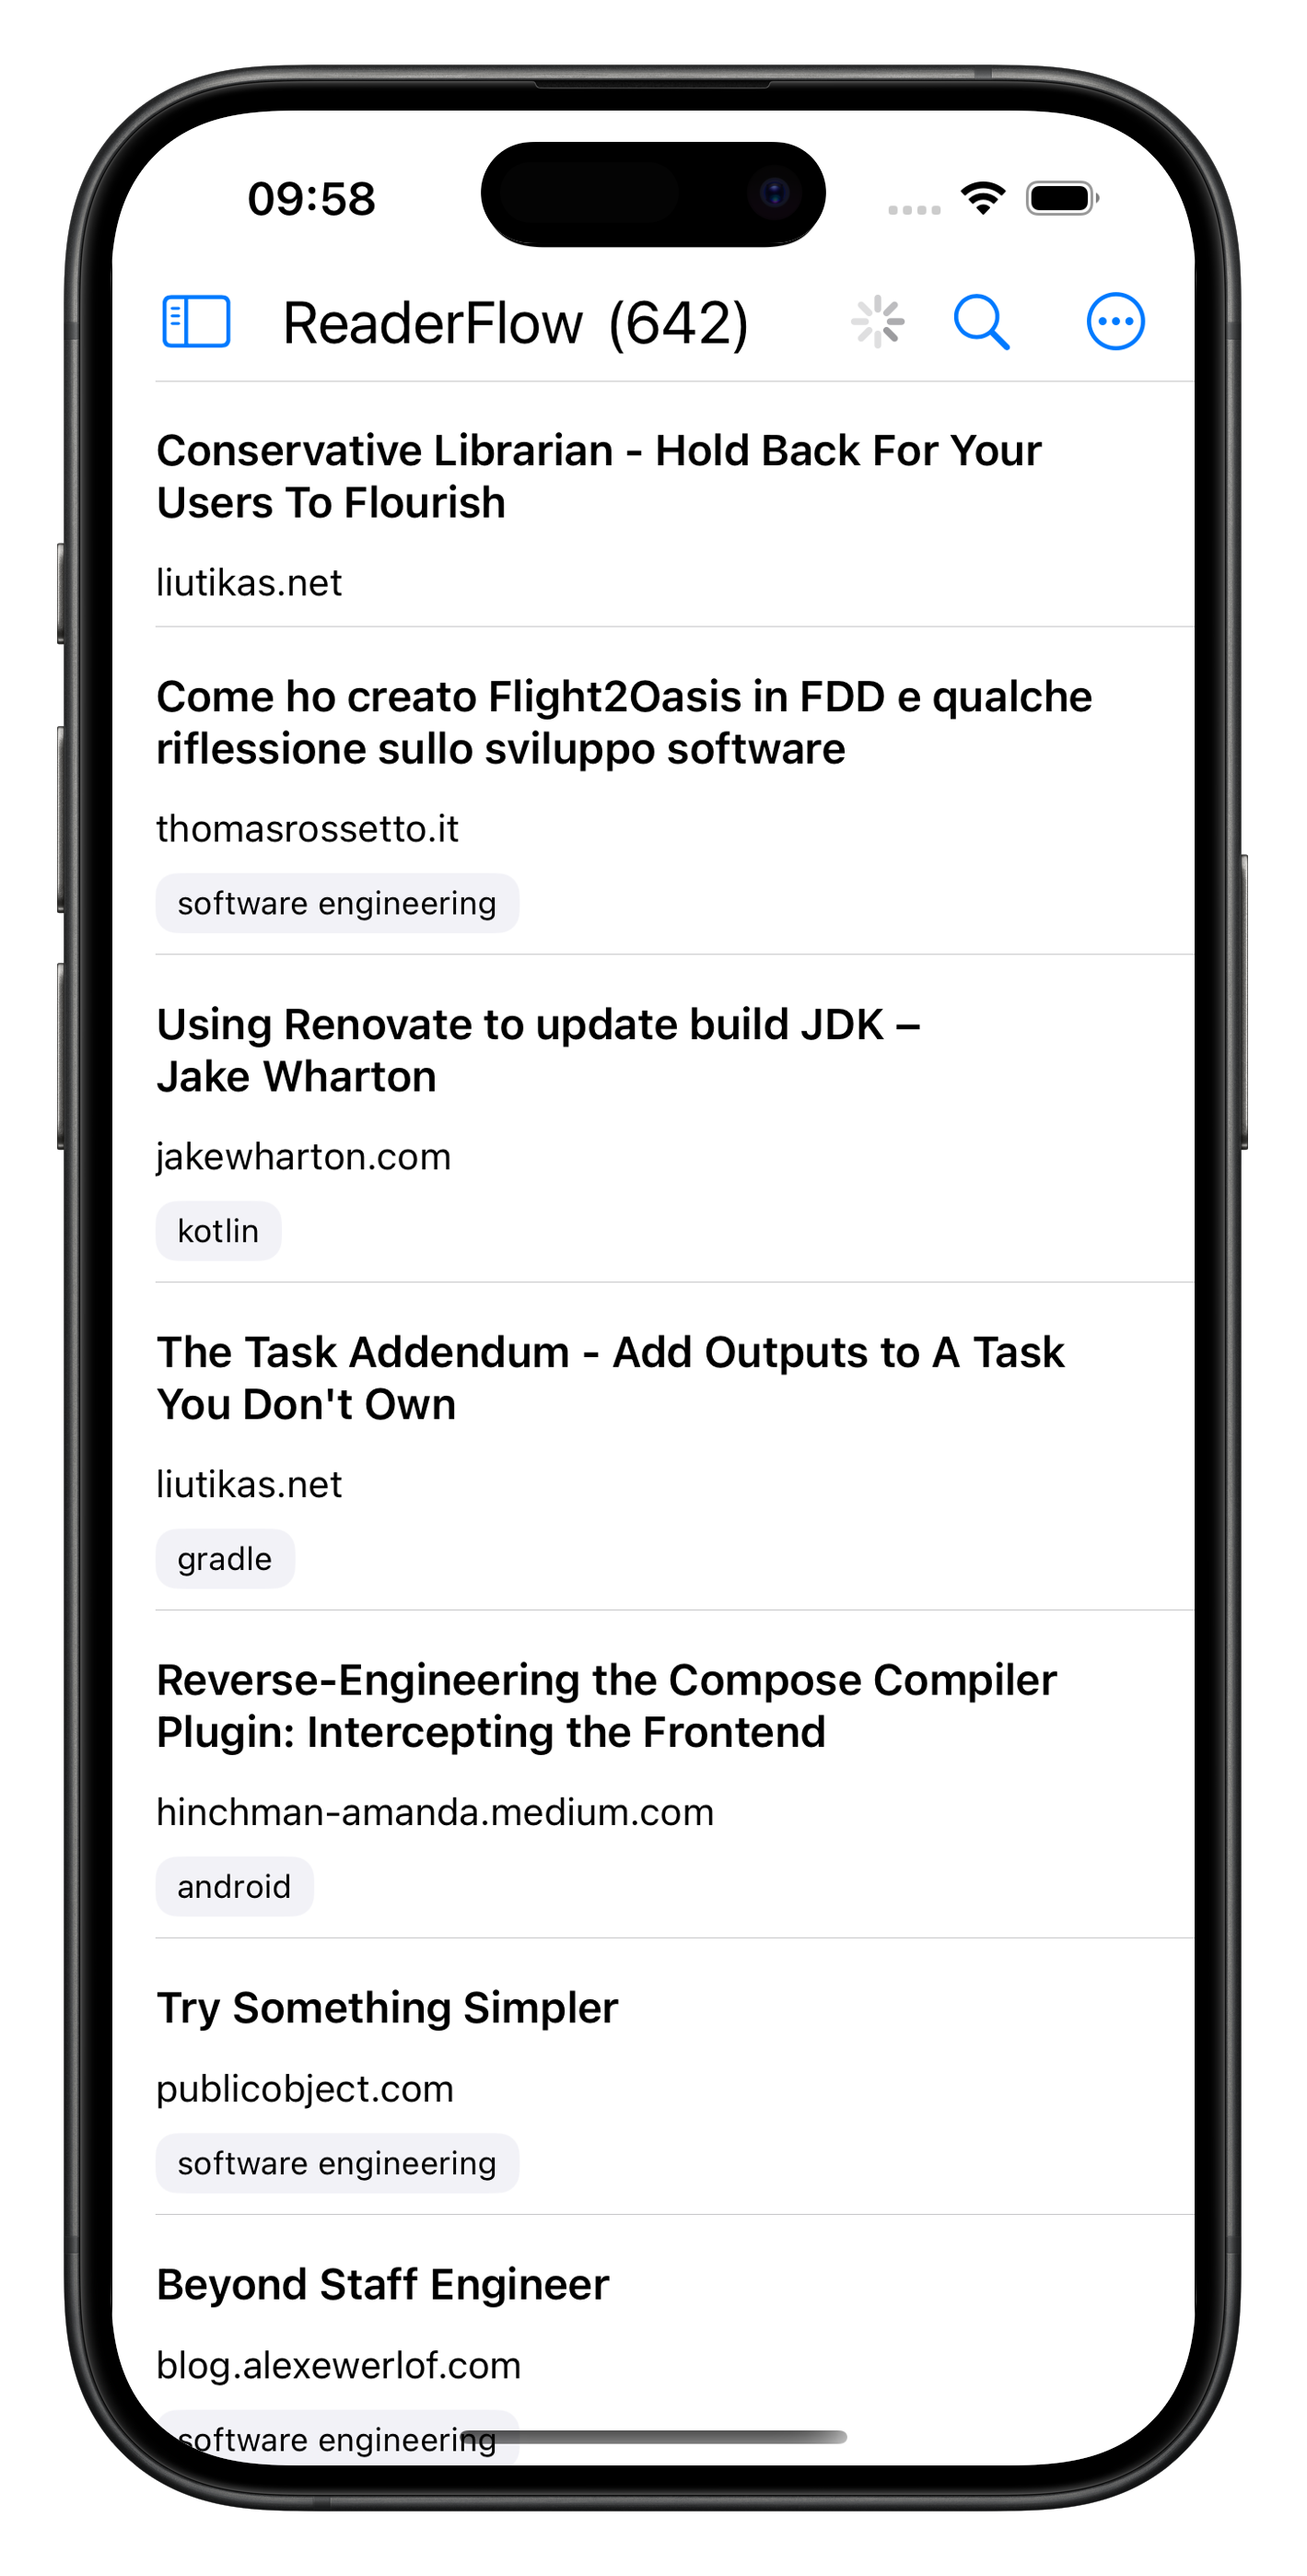 09:58
ReaderFlow (642)
Conservative Librarian - Hold Back For Your
Users To Flourish
liutikas.net
Come ho creato Flight2Oasis in FDD e qualche
riflessione sullo sviluppo software
thomasrossetto.it
software engineering
Using Renovate to update build JDK –
Jake Wharton
jakewharton.com
kotlin
The Task Addendum - Add Outputs to A Task
You Don't Own
liutikas.net
gradle
Reverse-Engineering the Compose Compiler
Plugin: Intercepting the Frontend
hinchman-amanda.medium.com
android
Try Something Simpler
publicobject.com
software engineering
Beyond Staff Engineer
blog.alexewerlof.com
software engineering